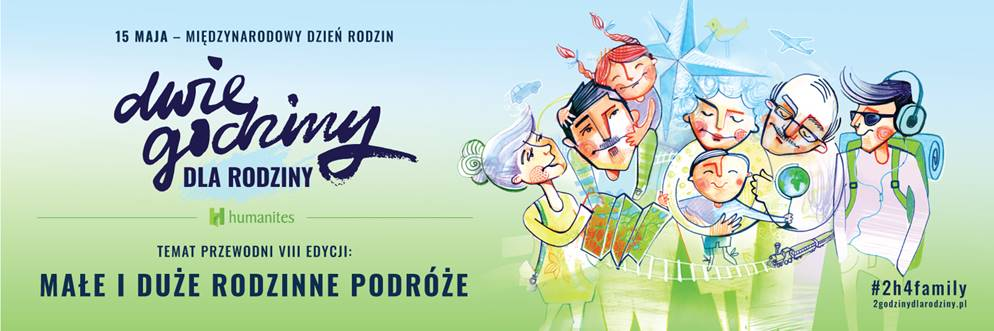 15 MAJA – MIĘDZYNARODOWY DZIEŃ RODZIN
dwie
godziny
DLA RODZINY
humanites
TEMAT PRZEWODNI VIII EDYCJI:
MAŁE I DUŻE RODZINNE PODRÓŻE
#2h4family
2godzinydlarodziny.pl